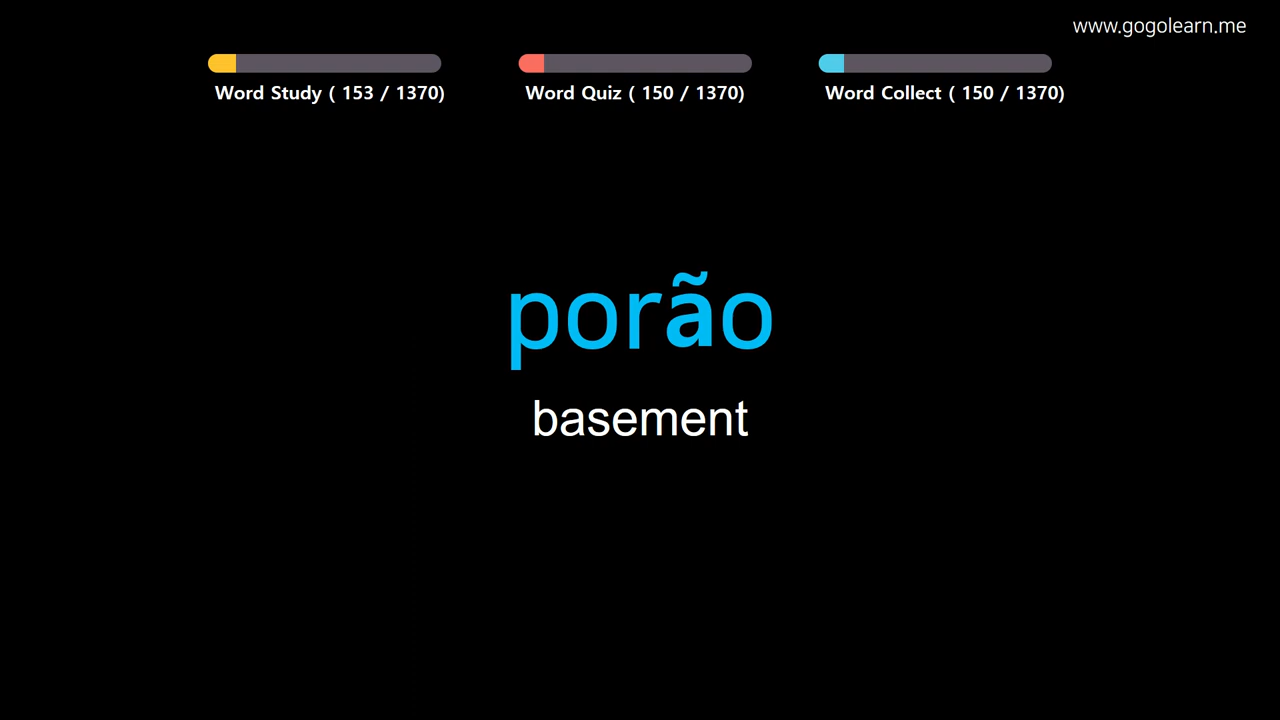 www.gogolearn.me
Word Study ( 153 / 1370)
Word Quiz ( 150 / 1370)
Word Collect ( 150 / 1370)
porão
basement